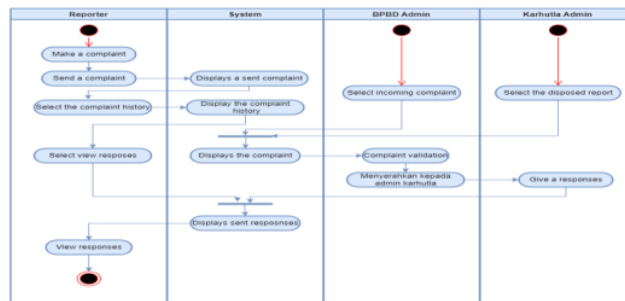 Reporter
System
BPBD Admin
Karhutla Admin
Make a complaint
Send a complaint
Displays a sent complaint
Select the complaint history
Display the complaint
history
Select incoming complaint
Select the disposed report
Select view resposes
Displays the complaint
Complaint validation
Menyerahkan kepada
admin karhutla
Give a responses
Displays sent resposnses
View responses